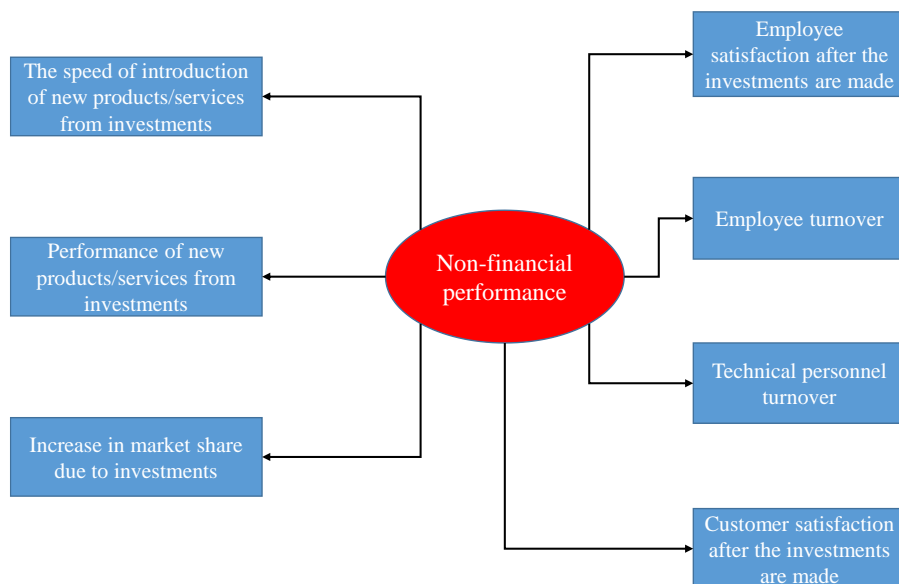 The speed of introduction
of new products/services
from investments
Performance of new
products/services from
investments
Increase in market share
due to investments
Non-financial
performance
Employee
satisfaction after the
investments are made
Employee turnover
Technical personnel
turnover
Customer satisfaction
after the investments
are made